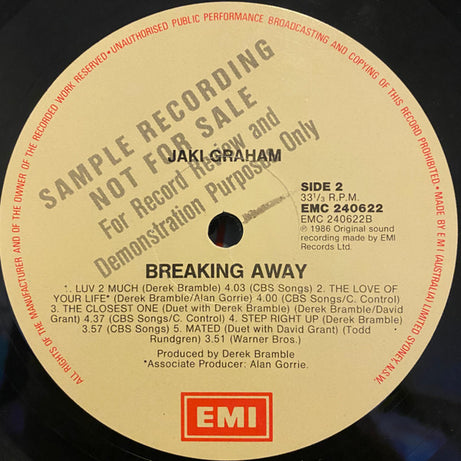 ALL RIGHTS OF THE MANUFACTURER AND OF THE OWNER OF THE RECORDED WORK RESERVED • UNAUTHORISED PUBLIC PERFORMANCE BROADCASTING AND COPYING OF THIS RECORD PROHIBITED • MADE BY EMI (AUSTRALIA) LIMITED SYDNEY, N.S.W.
SAMPLE RECORDING
NOT FOR SALE
For Record Review and
Demonstration Purposes Only
JAKI GRAHAM
SIDE 2
33⅓ R.P.M.
EMC 240622
EMC 240622B
℗ 1986 Original sound
recording made by EMI
Records Ltd.
BREAKING AWAY
1. LUV 2 MUCH (Derek Bramble) 4.03 (CBS Songs) 2. THE LOVE OF
YOUR LIFE* (Derek Bramble/Alan Gorrie) 4.00 (CBS Songs/C. Control)
3. THE CLOSEST ONE (Duet with Derek Bramble) (Derek Bramble/David
Grant) 4.37 (CBS Songs/C. Control) 4. STEP RIGHT UP (Derek Bramble)
3.57 (CBS Songs) 5. MATED (Duet with David Grant) (Todd
Rundgren) 3.51 (Warner Bros.)
Produced by Derek Bramble
*Associate Producer: Alan Gorrie.
EMI